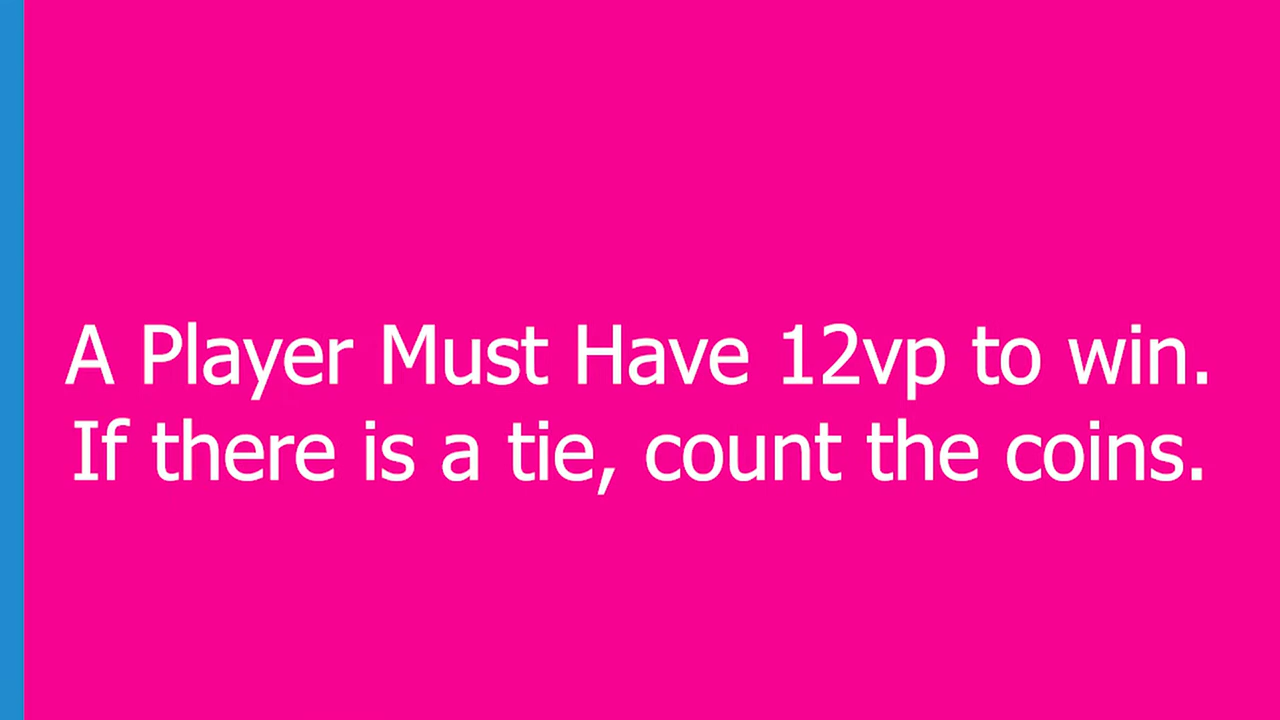 A Player Must Have 12vp to win.
If there is a tie, count the coins.